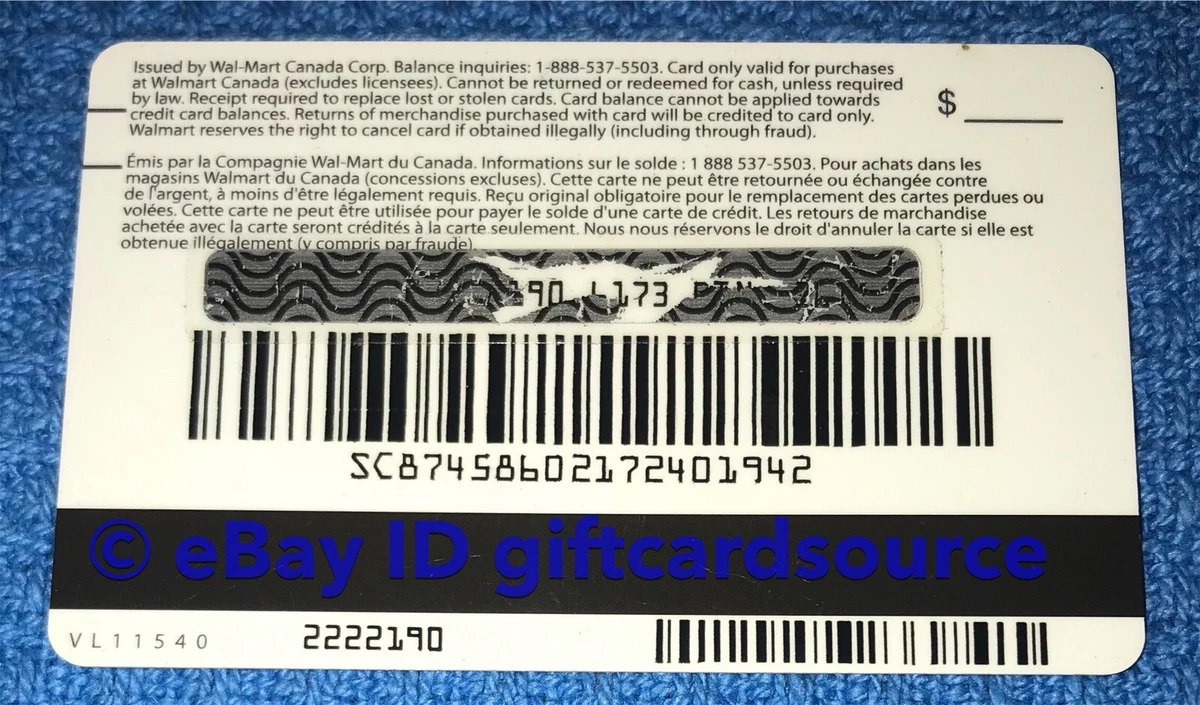 Issued by Wal-Mart Canada Corp. Balance inquiries: 1-888-537-5503. Card only valid for purchases
at Walmart Canada (excludes licensees). Cannot be returned or redeemed for cash, unless required
by law. Receipt required to replace lost or stolen cards. Card balance cannot be applied towards
credit card balances. Returns of merchandise purchased with card will be credited to card only.
Walmart reserves the right to cancel card if obtained illegally (including through fraud).
$
Émis par la Compagnie Wal-Mart du Canada. Informations sur le solde : 1 888 537-5503. Pour achats dans les
magasins Walmart du Canada (concessions excluses). Cette carte ne peut être retournée ou échangée contre
de l'argent, à moins d'être légalement requis. Reçu original obligatoire pour le remplacement des cartes perdues ou
volées. Cette carte ne peut être utilisée pour payer le solde d'une carte de crédit. Les retours de marchandise
achetée avec la carte seront crédités à la carte seulement. Nous nous réservons le droit d'annuler la carte si elle est
obtenue illégalement (y compris par fraude).
SC87458602172401942
© eBay ID giftcardsource
VL11540
2222190